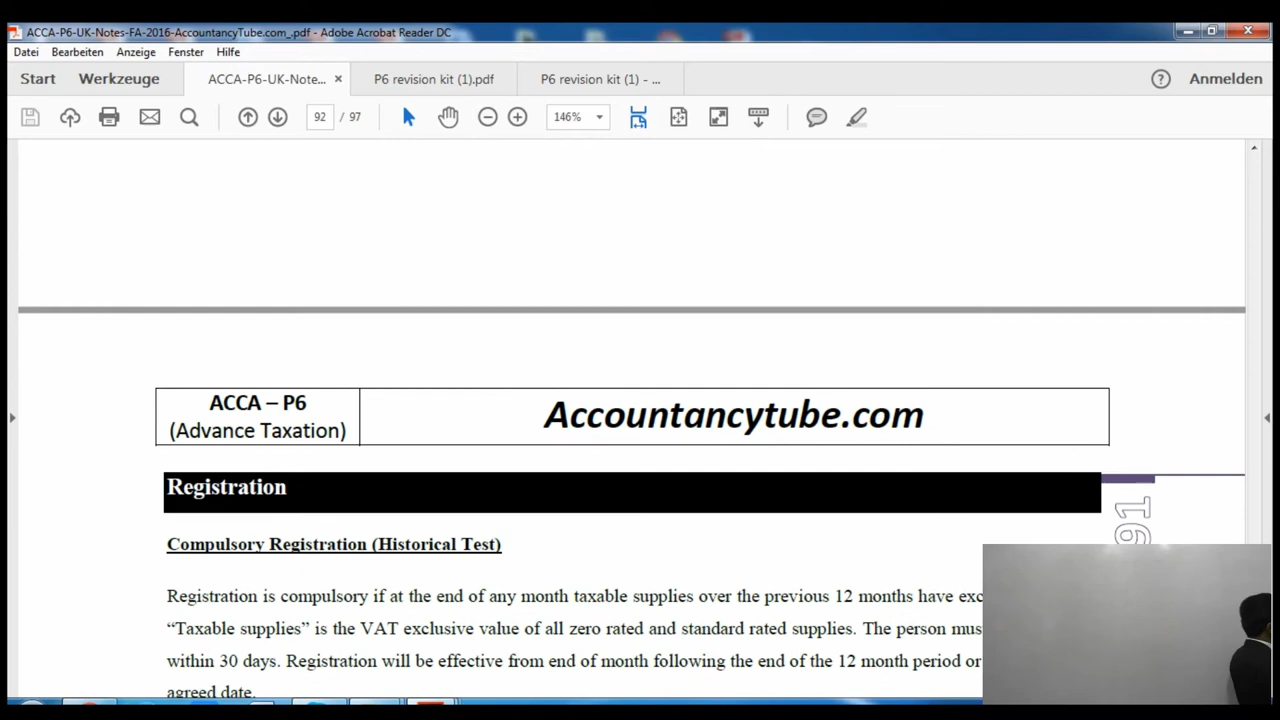 ACCA-P6-UK-Notes-FA-2016-AccountancyTube.com_.pdf - Adobe Acrobat Reader DC
Datei Bearbeiten Anzeige Fenster Hilfe
Start Werkzeuge ACCA-P6-UK-Note... × P6 revision kit (1).pdf P6 revision kit (1) - ... Anmelden
92 / 97 146%
ACCA – P6
(Advance Taxation)
Accountancytube.com
Registration
91
Compulsory Registration (Historical Test)
Registration is compulsory if at the end of any month taxable supplies over the previous 12 months have exc
“Taxable supplies” is the VAT exclusive value of all zero rated and standard rated supplies. The person mus
within 30 days. Registration will be effective from end of month following the end of the 12 month period or
agreed date.